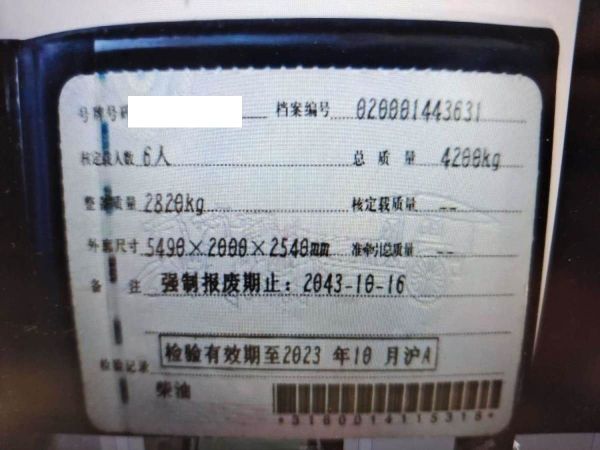 号牌号码 档案编号 020001443631
核定载人数 6人 总质量 4200kg
整备质量 2820kg 核定载质量 --
外廓尺寸 5490×2000×2540mm 准牵引总质量 --
备注 强制报废期止：2043-10-16
检验记录 检验有效期至2023 年10 月沪A
柴油
*3160014115316*